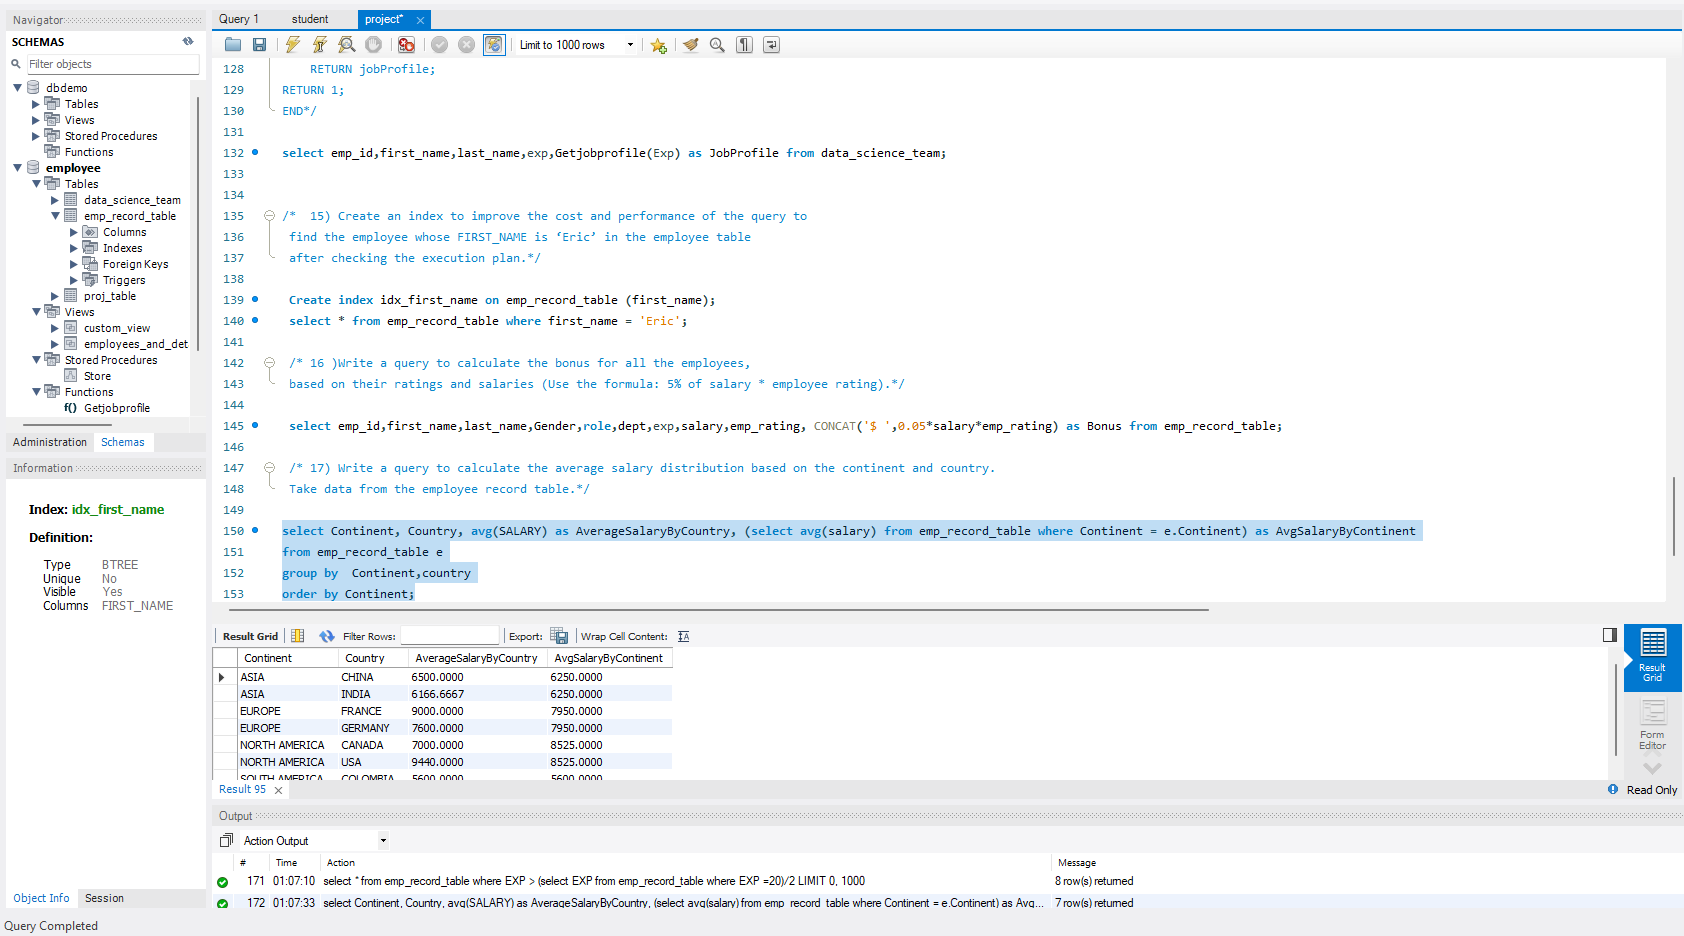 Navigator
SCHEMAS
Filter objects
dbdemo
Tables
Views
Stored Procedures
Functions
employee
Tables
data_science_team
emp_record_table
Columns
Indexes
Foreign Keys
Triggers
proj_table
Views
custom_view
employees_and_det
Stored Procedures
Store
Functions
f() Getjobprofile
Administration Schemas
Information
Index: idx_first_name
Definition:
Type BTREE
Unique No
Visible Yes
Columns FIRST_NAME
Object Info Session
Query Completed
Query 1 student project*
Limit to 1000 rows
128 RETURN jobProfile;
129 RETURN 1;
130 END*/
131
132 select emp_id,first_name,last_name,exp,Getjobprofile(Exp) as JobProfile from data_science_team;
133
134
135 /*  15) Create an index to improve the cost and performance of the query to
136 find the employee whose FIRST_NAME is ‘Eric’ in the employee table
137 after checking the execution plan.*/
138
139 Create index idx_first_name on emp_record_table (first_name);
140 select * from emp_record_table where first_name = 'Eric';
141
142 /* 16 )Write a query to calculate the bonus for all the employees,
143 based on their ratings and salaries (Use the formula: 5% of salary * employee rating).*/
144
145 select emp_id,first_name,last_name,Gender,role,dept,exp,salary,emp_rating, CONCAT('$ ',0.05*salary*emp_rating) as Bonus from emp_record_table;
146
147 /* 17) Write a query to calculate the average salary distribution based on the continent and country.
148 Take data from the employee record table.*/
149
150 select Continent, Country, avg(SALARY) as AverageSalaryByCountry, (select avg(salary) from emp_record_table where Continent = e.Continent) as AvgSalaryByContinent
151 from emp_record_table e
152 group by  Continent,country
153 order by Continent;
Result Grid Filter Rows: Export: Wrap Cell Content:
Continent Country AverageSalaryByCountry AvgSalaryByContinent
ASIA CHINA 6500.0000 6250.0000
ASIA INDIA 6166.6667 6250.0000
EUROPE FRANCE 9000.0000 7950.0000
EUROPE GERMANY 7600.0000 7950.0000
NORTH AMERICA CANADA 7000.0000 8525.0000
NORTH AMERICA USA 9440.0000 8525.0000
SOUTH AMERICA COLOMBIA 5600.0000 5600.0000
Result Grid
Form Editor
Result 95
Read Only
Output
Action Output
# Time Action Message
171 01:07:10 select * from emp_record_table where EXP > (select EXP from emp_record_table where EXP =20)/2 LIMIT 0, 1000 8 row(s) returned
172 01:07:33 select Continent, Country, avg(SALARY) as AverageSalaryByCountry, (select avg(salary) from emp_record_table where Continent = e.Continent) as Avg... 7 row(s) returned